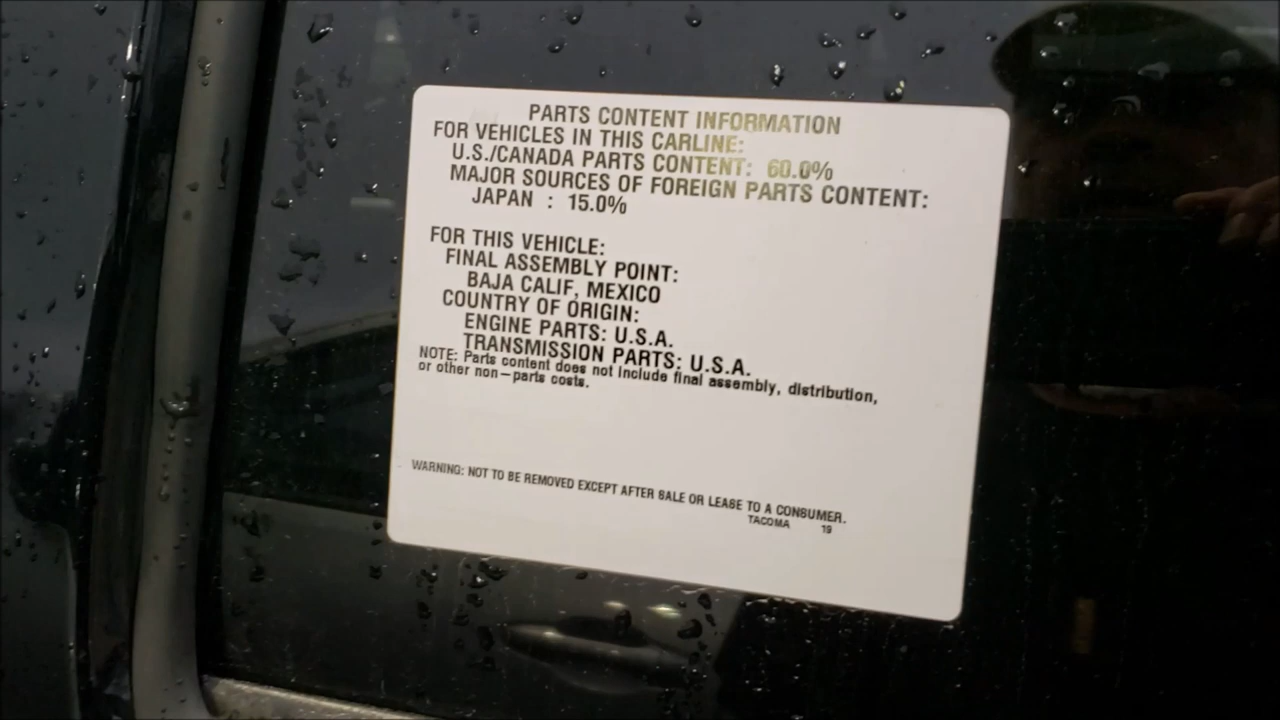 PARTS CONTENT INFORMATION
FOR VEHICLES IN THIS CARLINE:
U.S./CANADA PARTS CONTENT: 60.0%
MAJOR SOURCES OF FOREIGN PARTS CONTENT:
JAPAN : 15.0%
FOR THIS VEHICLE:
FINAL ASSEMBLY POINT:
BAJA CALIF, MEXICO
COUNTRY OF ORIGIN:
ENGINE PARTS: U.S.A.
TRANSMISSION PARTS: U.S.A.
NOTE: Parts content does not include final assembly, distribution,
or other non-parts costs.
WARNING: NOT TO BE REMOVED EXCEPT AFTER SALE OR LEASE TO A CONSUMER.
TACOMA 19